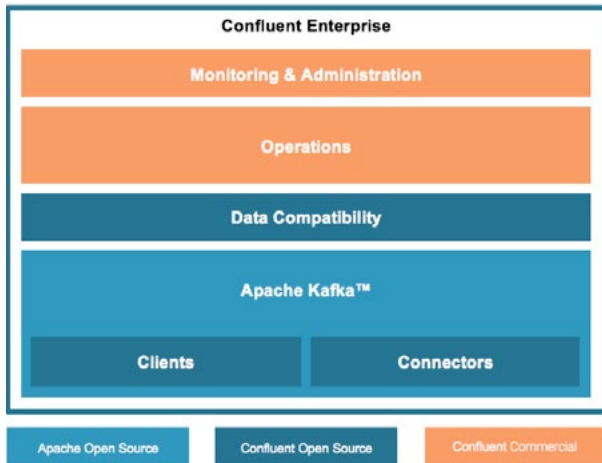 Confluent Enterprise
Monitoring & Administration
Operations
Data Compatibility
Apache Kafka™
Clients
Connectors
Apache Open Source
Confluent Open Source
Confluent Commercial